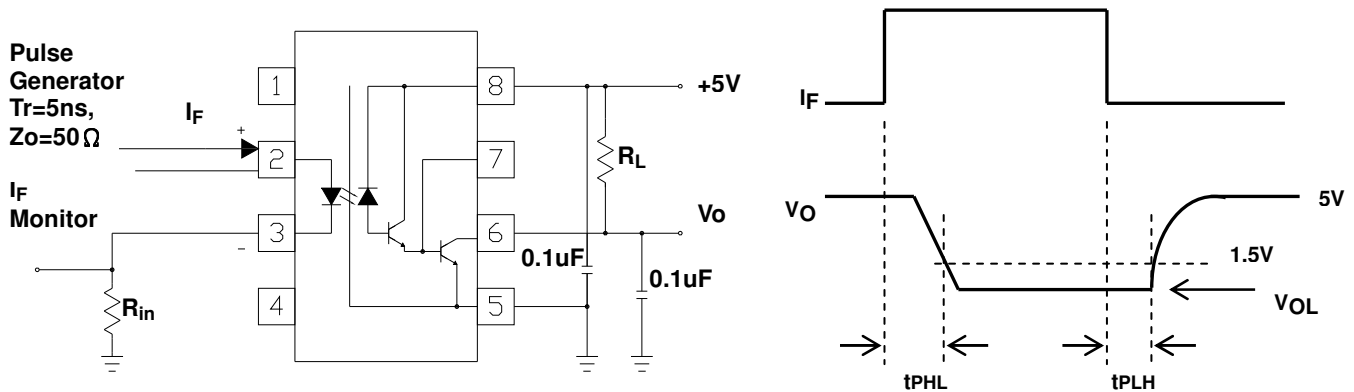 Pulse
Generator
Tr=5ns,
Zo=50Ω
IF
+
IF
Monitor
-
Rin
1
2
3
4
8
7
6
5
+5V
RL
Vo
0.1uF
0.1uF
IF
VO
5V
1.5V
VOL
tPHL
tPLH